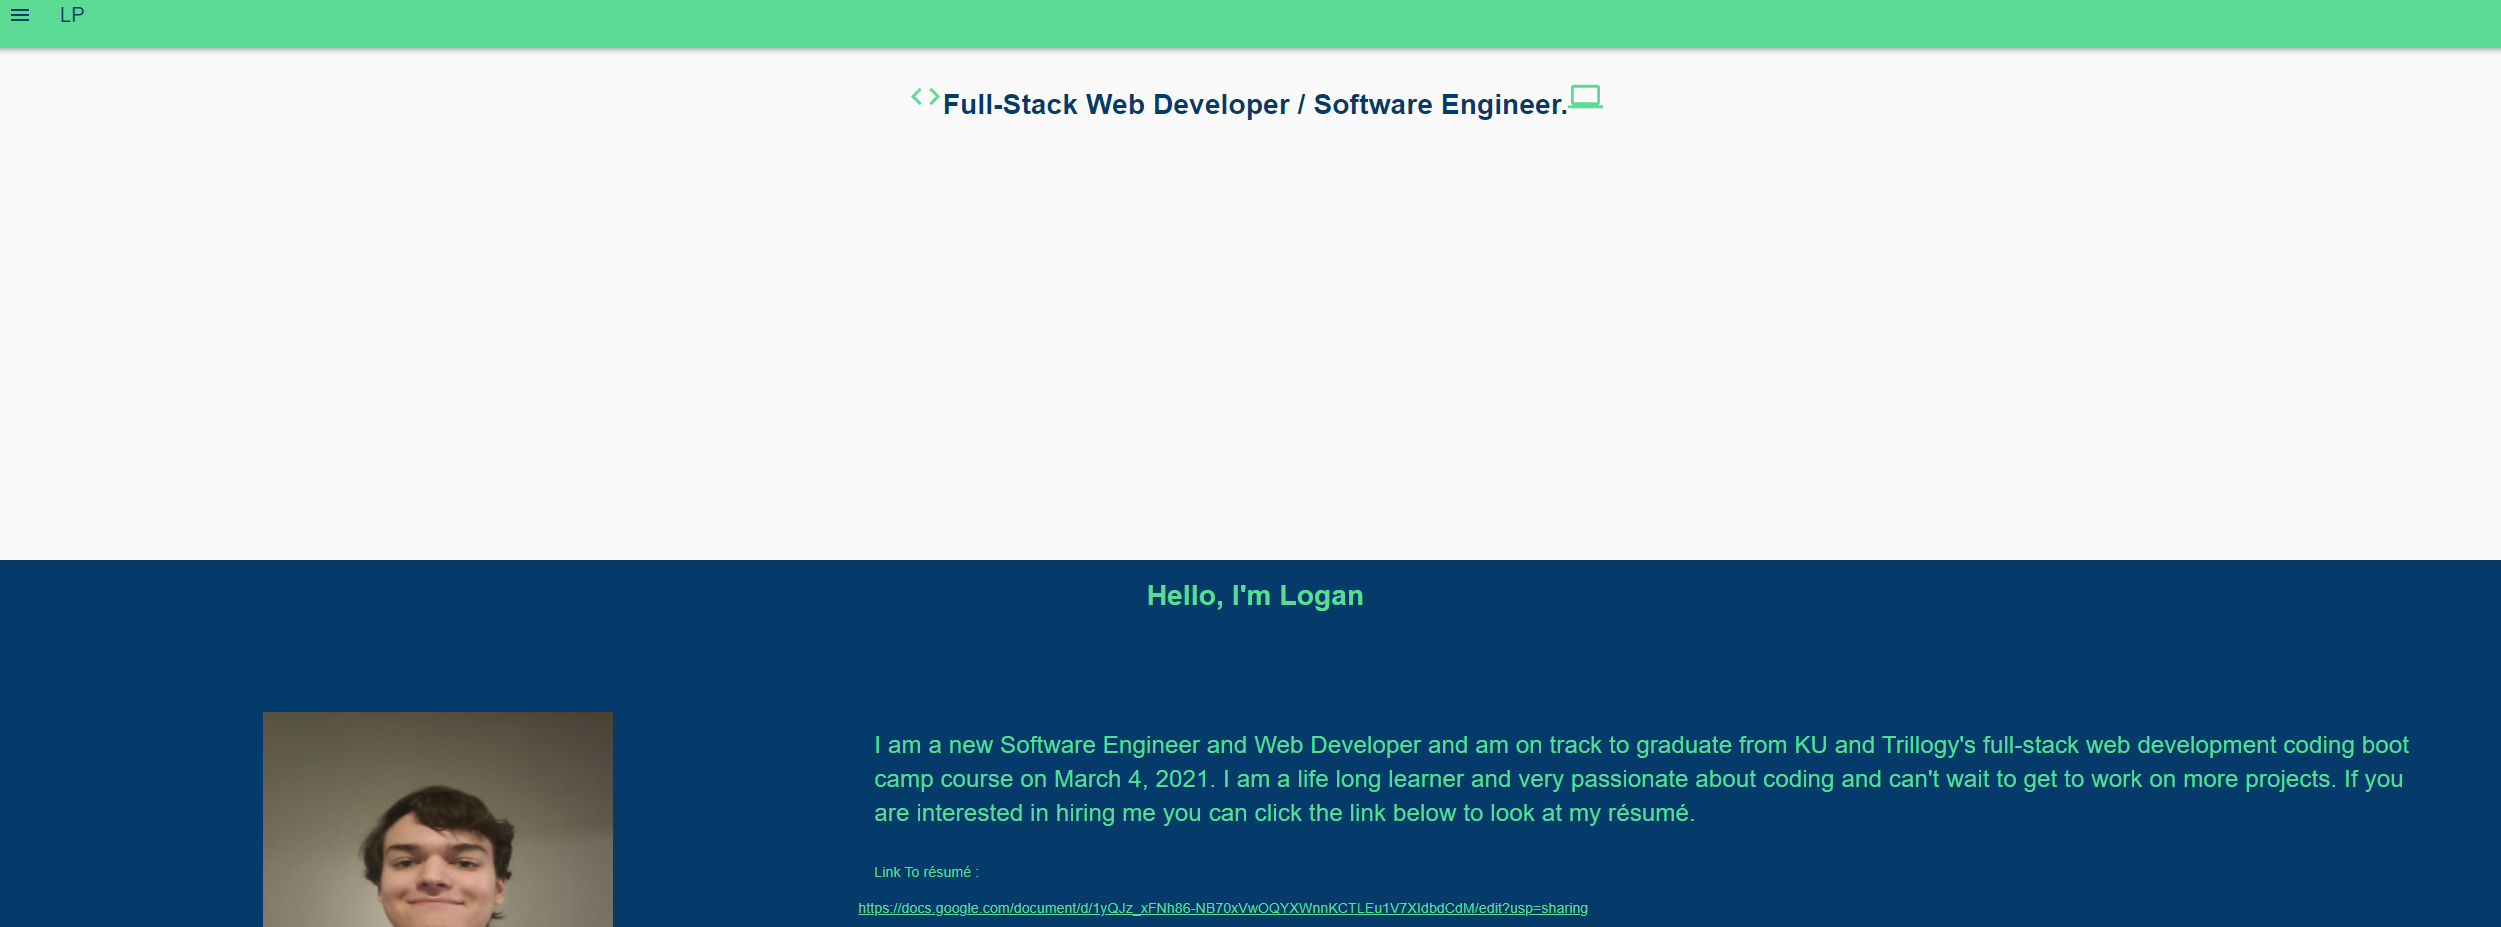 LP
Full-Stack Web Developer / Software Engineer.
Hello, I'm Logan
I am a new Software Engineer and Web Developer and am on track to graduate from KU and Trillogy's full-stack web development coding boot
camp course on March 4, 2021. I am a life long learner and very passionate about coding and can't wait to get to work on more projects. If you
are interested in hiring me you can click the link below to look at my résumé.
Link To résumé :
https://docs.google.com/document/d/1yQJz_xFNh86-NB70xVwOQYXWnnKCTLEu1V7XIdbdCdM/edit?usp=sharing